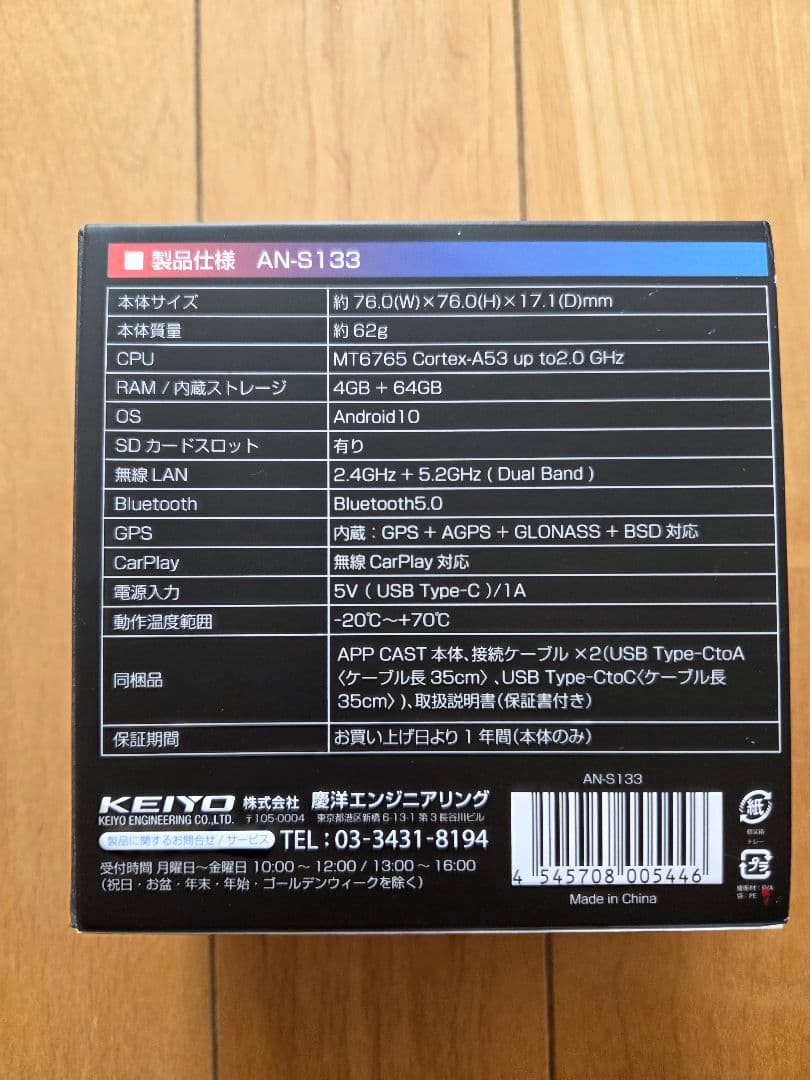 ■ 製品仕様 AN-S133
本体サイズ 約 76.0(W)×76.0(H)×17.1(D)mm
本体質量 約 62g
CPU MT6765 Cortex-A53 up to2.0 GHz
RAM / 内蔵ストレージ 4GB + 64GB
OS Android10
SD カードスロット 有り
無線 LAN 2.4GHz + 5.2GHz ( Dual Band )
Bluetooth Bluetooth5.0
GPS 内蔵：GPS + AGPS + GLONASS + BSD 対応
CarPlay 無線 CarPlay 対応
電源入力 5V ( USB Type-C )/1A
動作温度範囲 -20℃～+70℃
同梱品 APP CAST 本体、接続ケーブル ×2(USB Type-CtoA
〈ケーブル長 35cm〉、USB Type-CtoC〈ケーブル長
35cm〉)、取扱説明書(保証書付き)
保証期間 お買い上げ日より 1 年間(本体のみ)
KEIYO 株式会社 慶洋エンジニアリング
KEIYO ENGINEERING CO.,LTD. 〒105-0004 東京都港区新橋 6-13-1 第 3 長谷川ビル
製品に関するお問合せ / サービス TEL：03-3431-8194
受付時間 月曜日～金曜日 10:00 ～ 12:00 / 13:00 ～ 16:00
(祝日・お盆・年末・年始・ゴールデンウィークを除く)
AN-S133
4 545708 005446
Made in China
紙
個装箱
トレー
プラ